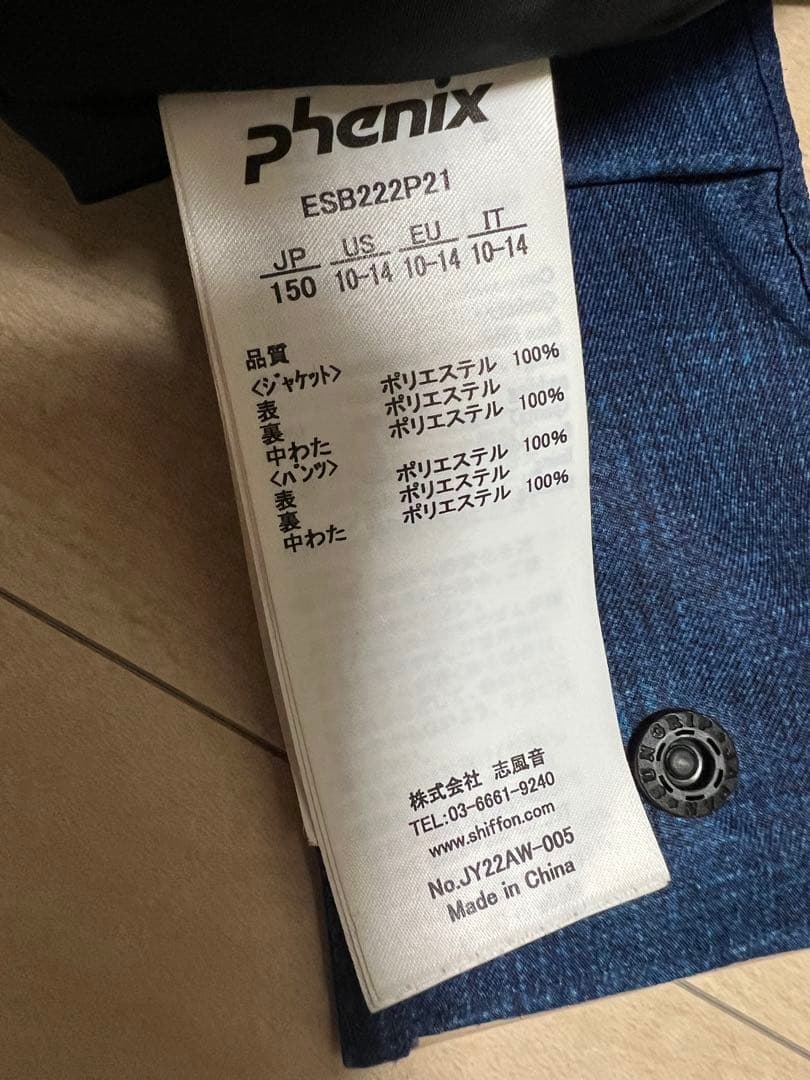 phenix
ESB222P21
JP US EU IT
150 10-14 10-14 10-14
品質
<ジャケット>
表 ポリエステル 100%
裏 ポリエステル
中わた ポリエステル 100%
<パンツ>
表 ポリエステル 100%
裏 ポリエステル
中わた ポリエステル 100%
株式会社 志風音
TEL:03-6661-9240
www.shiffon.com
No.JY22AW-005
Made in China